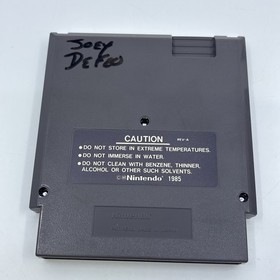 JOEY
DEFEO
CAUTION REV-A
• DO NOT STORE IN EXTREME TEMPERATURES.
• DO NOT IMMERSE IN WATER.
• DO NOT CLEAN WITH BENZENE, THINNER,
ALCOHOL OR OTHER SUCH SOLVENTS.
©®Nintendo® 1985